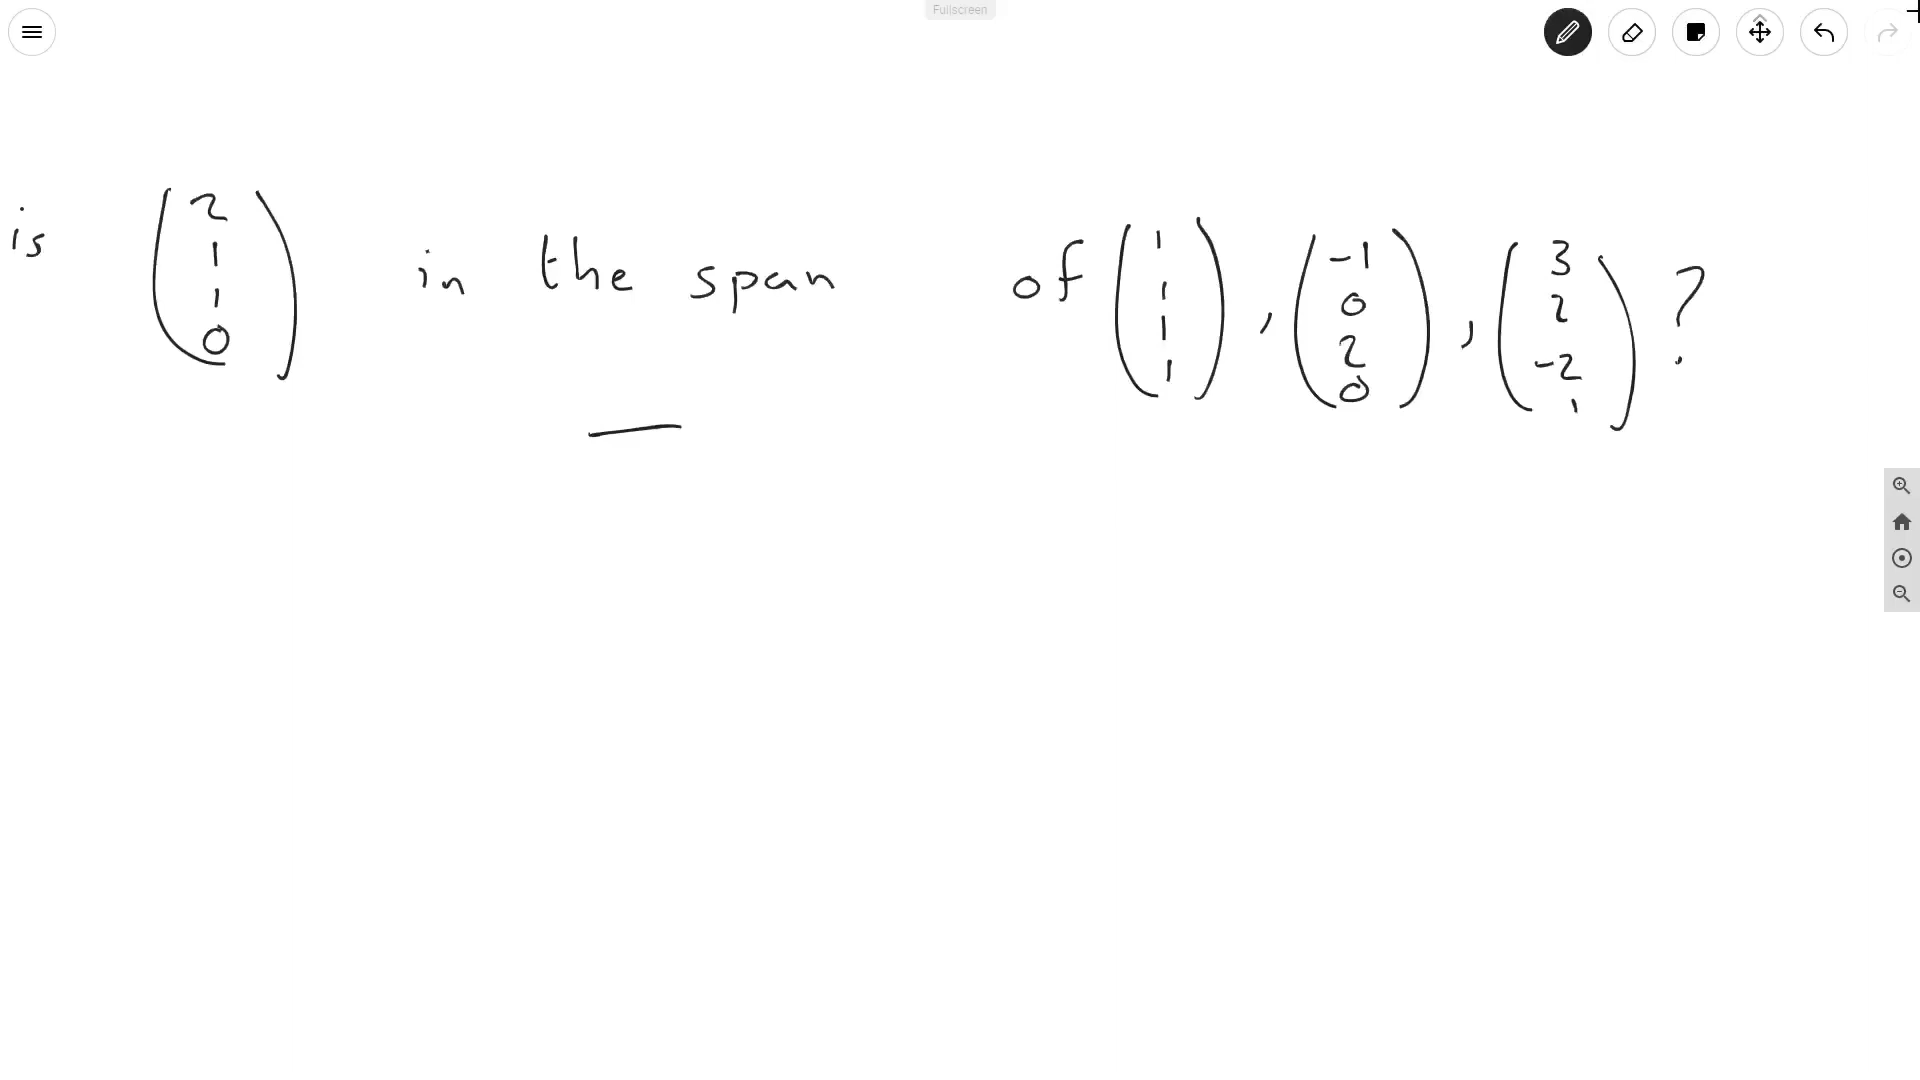 Fullscreen
is (2 1 1 0) in the span of (1 1 1 1), (-1 0 2 0), (3 2 -2 1)?